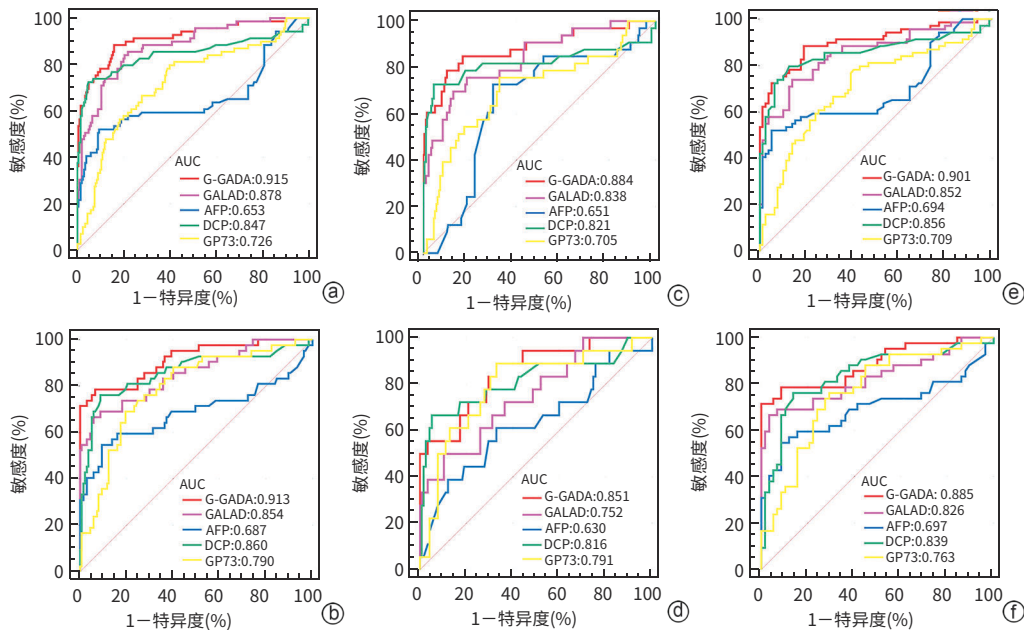 100
80
60
40
20
0
敏感度(%)
AUC
G-GADA:0.915
GALAD:0.878
AFP:0.653
DCP:0.847
GP73:0.726
0 20 40 60 80 100
1－特异度(%)
ⓐ
100
80
60
40
20
0
敏感度(%)
AUC
G-GADA:0.884
GALAD:0.838
AFP:0.651
DCP:0.821
GP73:0.705
0 20 40 60 80 100
1－特异度(%)
ⓒ
100
80
60
40
20
0
敏感度(%)
AUC
G-GADA: 0.901
GALAD:0.852
AFP:0.694
DCP:0.856
GP73:0.709
0 20 40 60 80 100
1－特异度(%)
ⓔ
100
80
60
40
20
0
敏感度(%)
AUC
G-GADA:0.913
GALAD:0.854
AFP:0.687
DCP:0.860
GP73:0.790
0 20 40 60 80 100
1－特异度(%)
ⓑ
100
80
60
40
20
0
敏感度(%)
AUC
G-GADA:0.851
GALAD:0.752
AFP:0.630
DCP:0.816
GP73:0.791
0 20 40 60 80 100
1－特异度(%)
ⓓ
100
80
60
40
20
0
敏感度(%)
AUC
G-GADA: 0.885
GALAD:0.826
AFP:0.697
DCP:0.839
GP73:0.763
0 20 40 60 80 100
1－特异度(%)
ⓕ